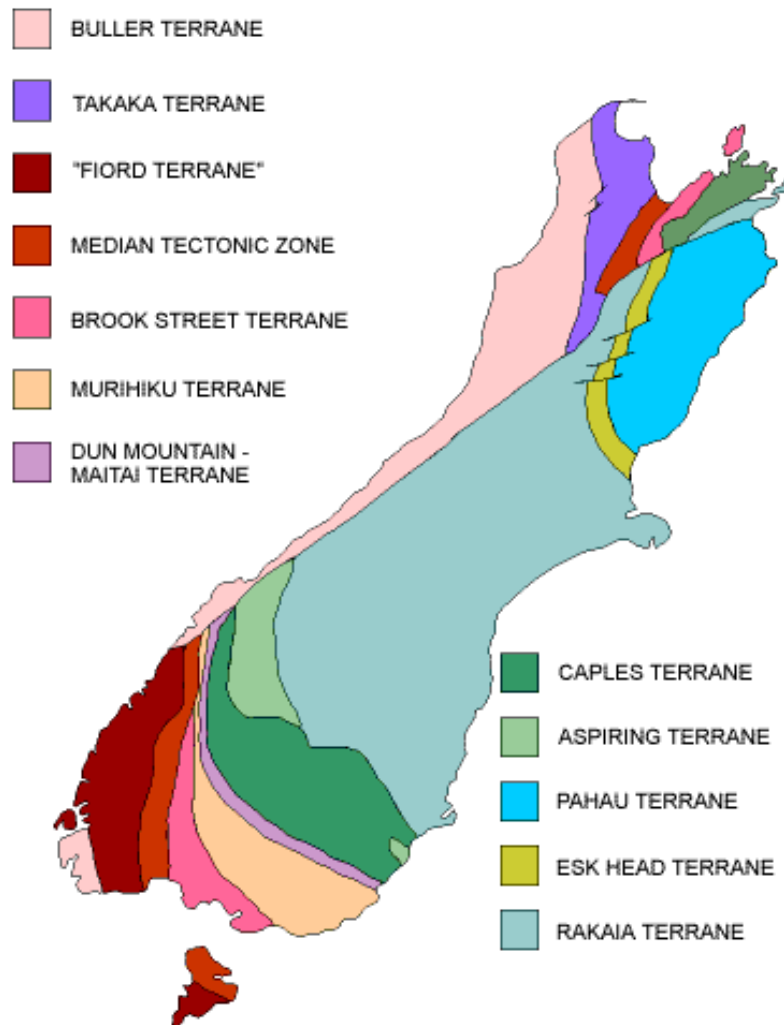 BULLER TERRANE
TAKAKA TERRANE
"FIORD TERRANE"
MEDIAN TECTONIC ZONE
BROOK STREET TERRANE
MURIHIKU TERRANE
DUN MOUNTAIN -
MAITAI TERRANE
CAPLES TERRANE
ASPIRING TERRANE
PAHAU TERRANE
ESK HEAD TERRANE
RAKAIA TERRANE